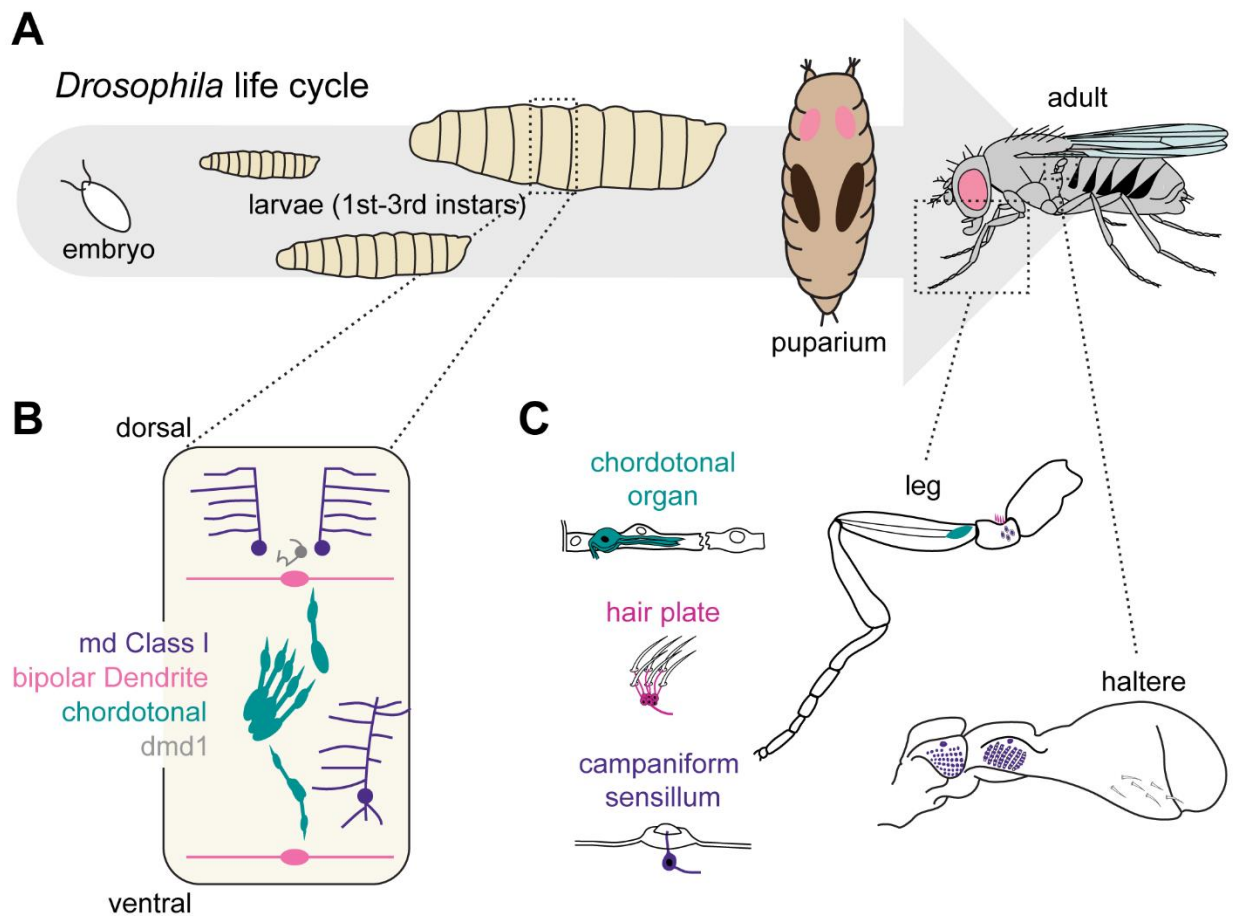 A
Drosophila life cycle
adult
larvae (1st-3rd instars)
embryo
puparium
B
dorsal
md Class I
bipolar Dendrite
chordotonal
dmd1
ventral
C
chordotonal
organ
leg
hair plate
haltere
campaniform
sensillum